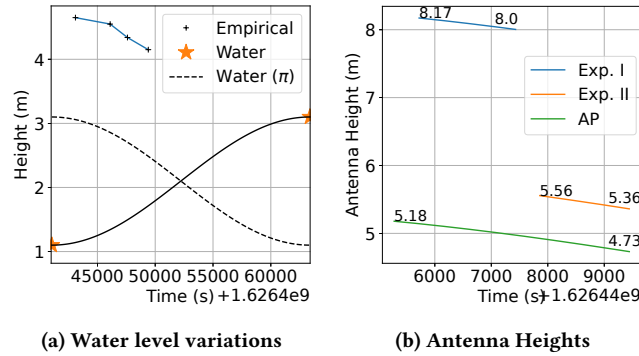 Height (m)
4
3
2
1
Empirical
Water
Water (π)
45000 50000 55000 60000
Time (s) +1.6264e9
(a) Water level variations
Antenna Height (m)
8
7
6
5
8.17 8.0
Exp. I
Exp. II
AP
5.56 5.36
5.18 4.73
6000 7000 8000 9000
Time (s) +1.62644e9
(b) Antenna Heights